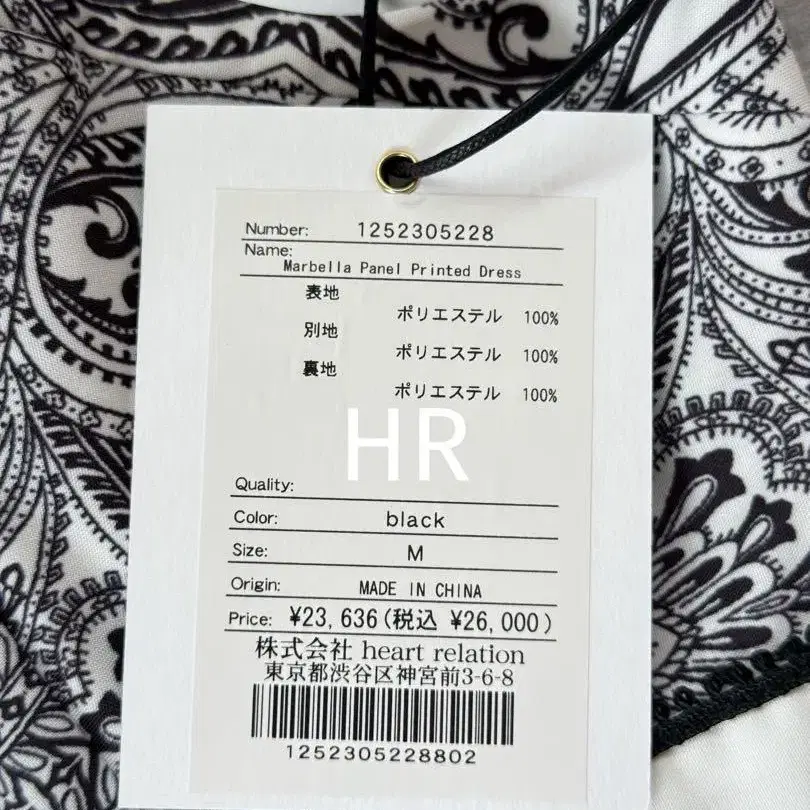 Number: 1252305228
Name:
Marbella Panel Printed Dress
表地
ポリエステル 100%
別地
ポリエステル 100%
裏地
ポリエステル 100%
HR
Quality:
Color: black
Size: M
Origin: MADE IN CHINA
Price: ¥23,636(税込 ¥26,000)
株式会社 heart relation
東京都渋谷区神宮前3-6-8
1252305228802